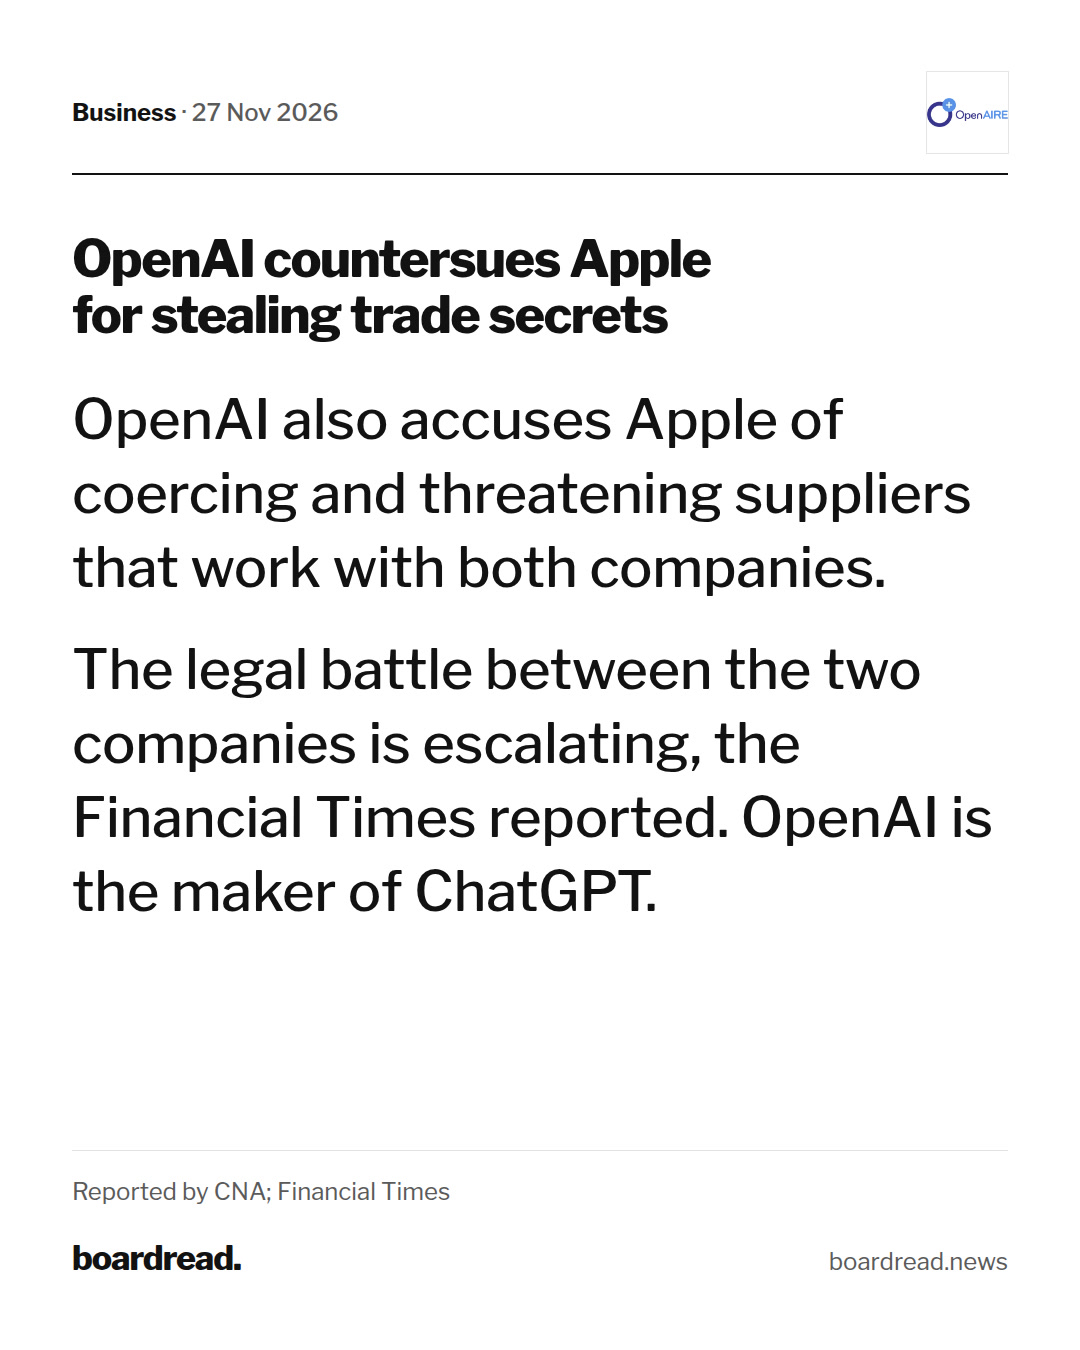 Business · 27 Nov 2026
OpenAIRE
OpenAI countersues Apple
for stealing trade secrets
OpenAI also accuses Apple of
coercing and threatening suppliers
that work with both companies.
The legal battle between the two
companies is escalating, the
Financial Times reported. OpenAI is
the maker of ChatGPT.
Reported by CNA; Financial Times
boardread.
boardread.news